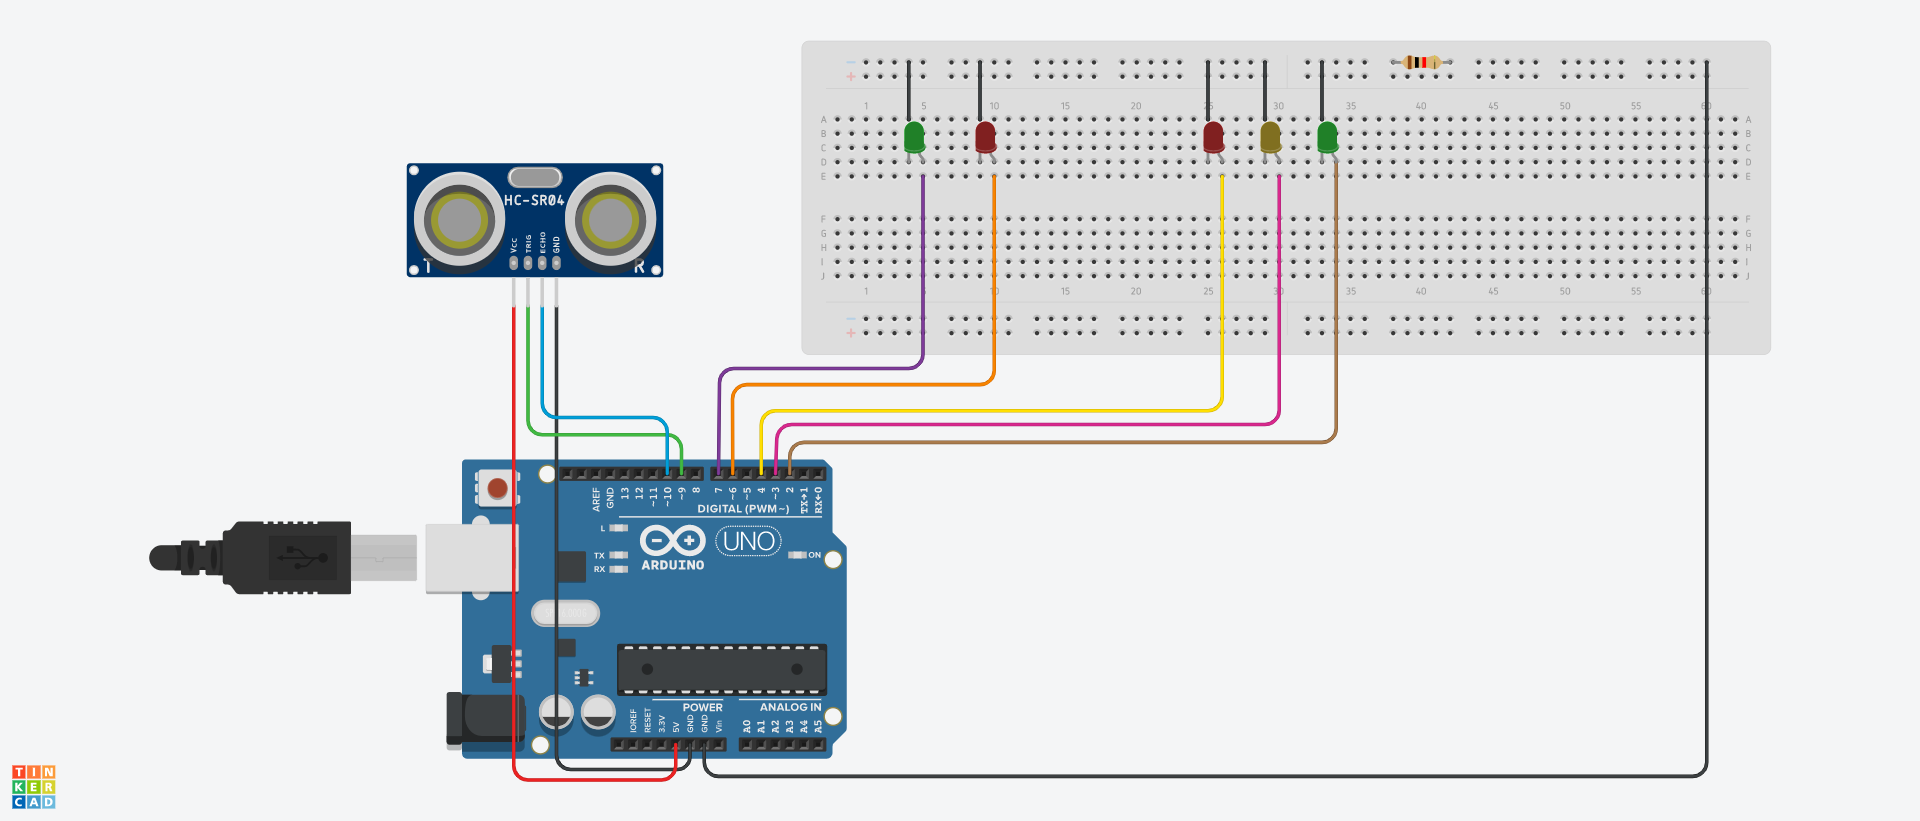 − 
+
1 5 10 15 20 25 30 35 40 45 50 55 60
A A
B B
C C
D D
E E
F F
G G
H H
I I
J J
1 5 10 15 20 25 30 35 40 45 50 55 60
−
+
HC-SR04
VCC TRIG ECHO GND
T R
AREF GND 13 12 ~11 ~10 ~9 8 7 ~6 ~5 4 ~3 2 TX→1 RX←0
DIGITAL (PWM~)
L
TX
RX
ARDUINO
UNO
ON
POWER
ANALOG IN
IOREF RESET 3.3V 5V GND GND Vin A0 A1 A2 A3 A4 A5
TIN
KER
CAD